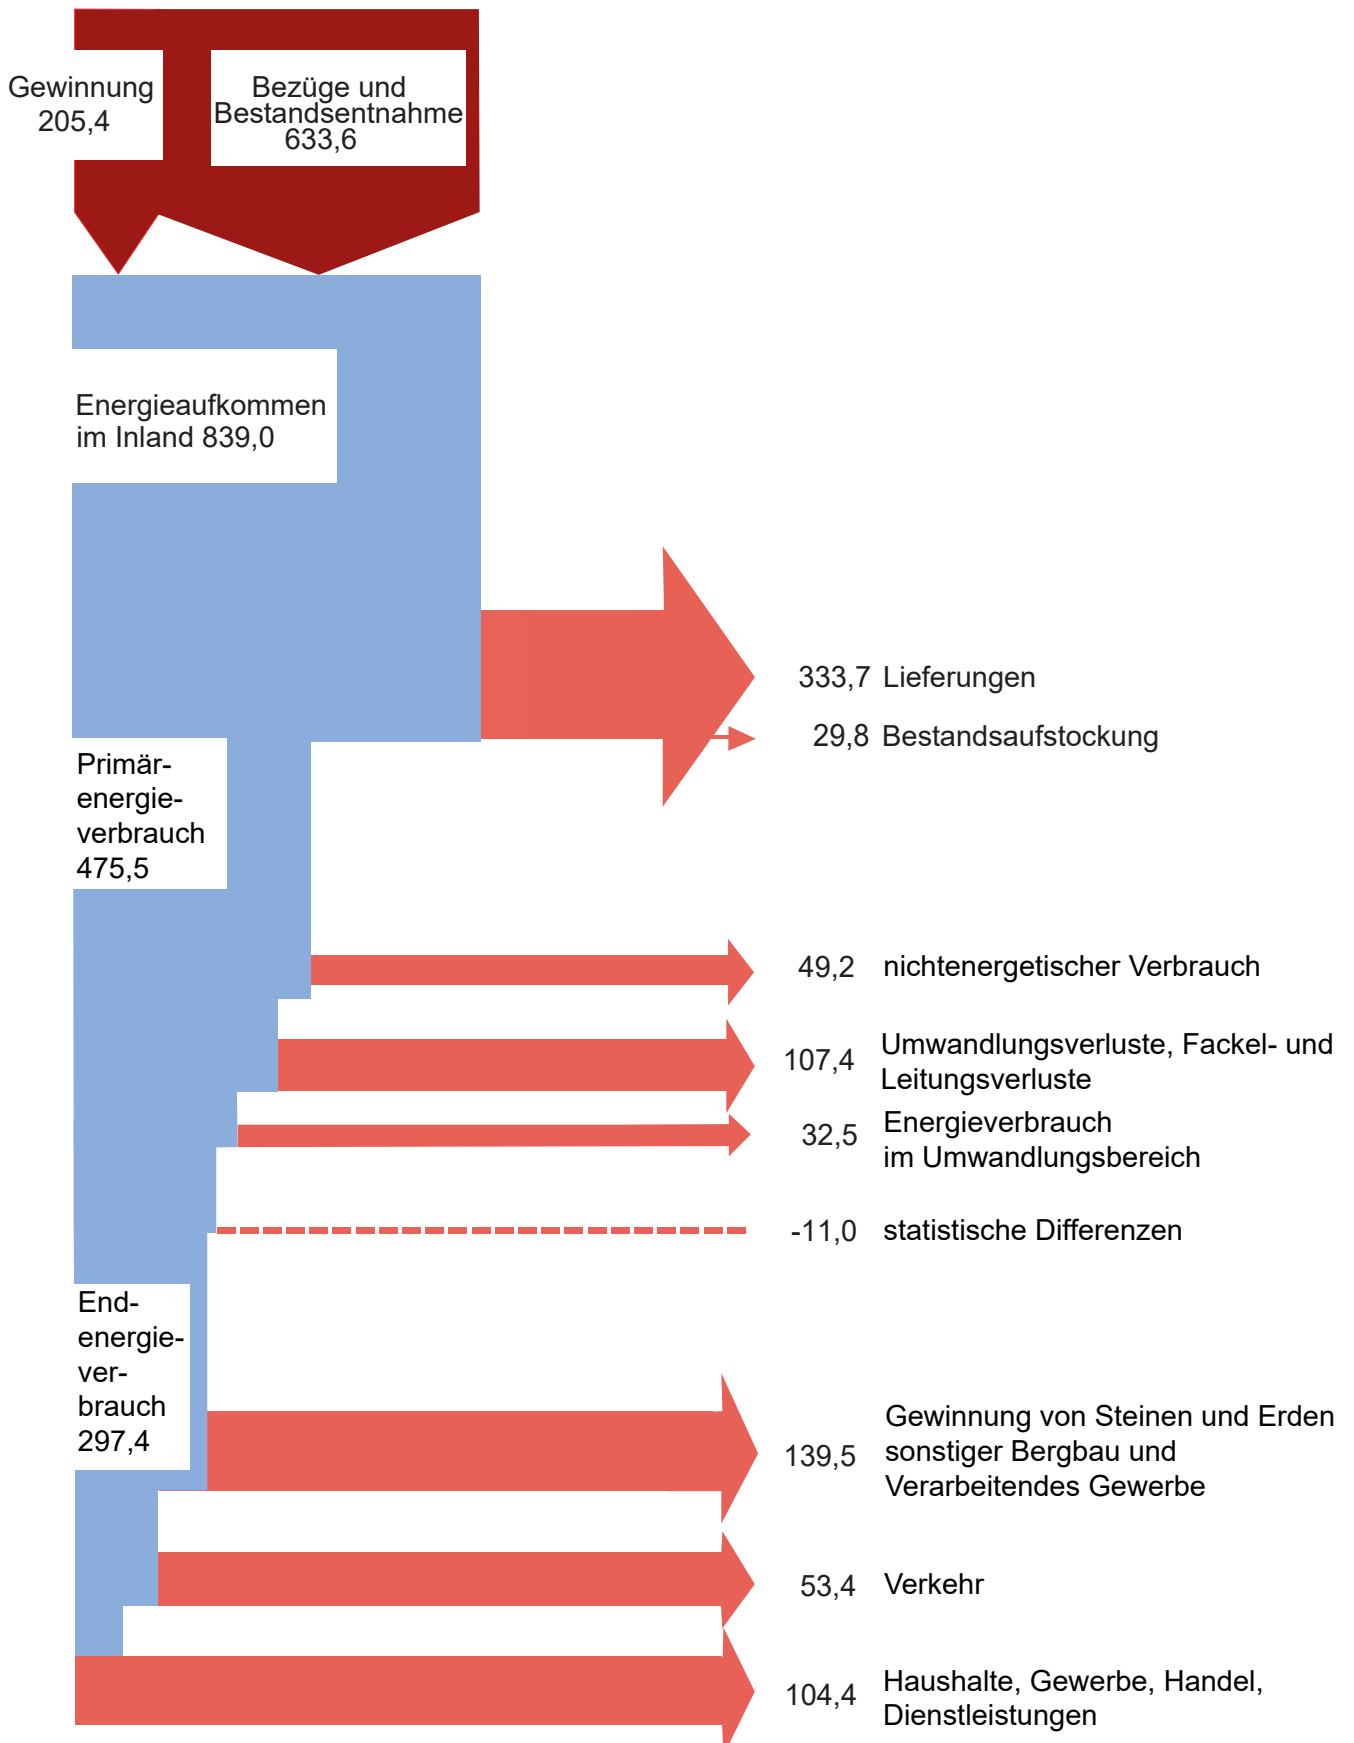 Gewinnung
205,4
Bezüge und
Bestandsentnahme
633,6
Energieaufkommen
im Inland 839,0
333,7 Lieferungen
29,8 Bestandsaufstockung
Primär-
energie-
verbrauch
475,5
49,2 nichtenergetischer Verbrauch
107,4 Umwandlungsverluste, Fackel- und
Leitungsverluste
32,5 Energieverbrauch
im Umwandlungsbereich
-11,0 statistische Differenzen
End-
energie-
ver-
brauch
297,4
139,5 Gewinnung von Steinen und Erden
sonstiger Bergbau und
Verarbeitendes Gewerbe
53,4 Verkehr
104,4 Haushalte, Gewerbe, Handel,
Dienstleistungen